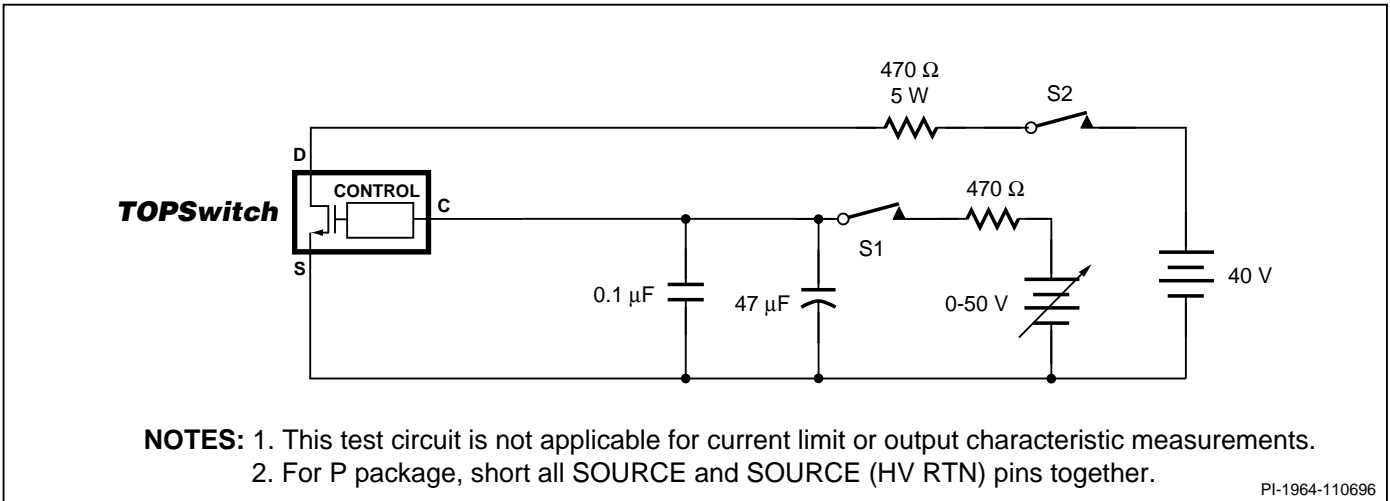 470 Ω
5 W
S2
D
CONTROL
C
TOPSwitch
470 Ω
S1
S
0.1 μF
47 μF
0-50 V
40 V
NOTES: 1. This test circuit is not applicable for current limit or output characteristic measurements.
2. For P package, short all SOURCE and SOURCE (HV RTN) pins together.
PI-1964-110696